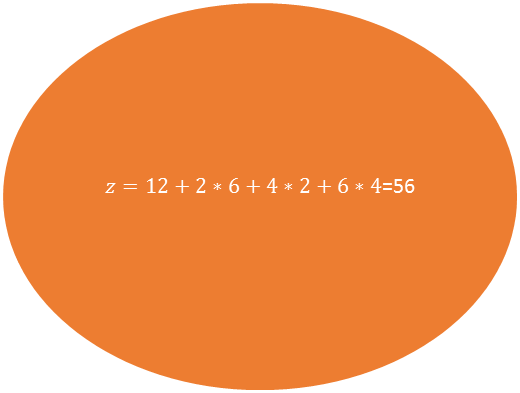 z = 12 + 2 ∗ 6 + 4 ∗ 2 + 6 ∗ 4=56